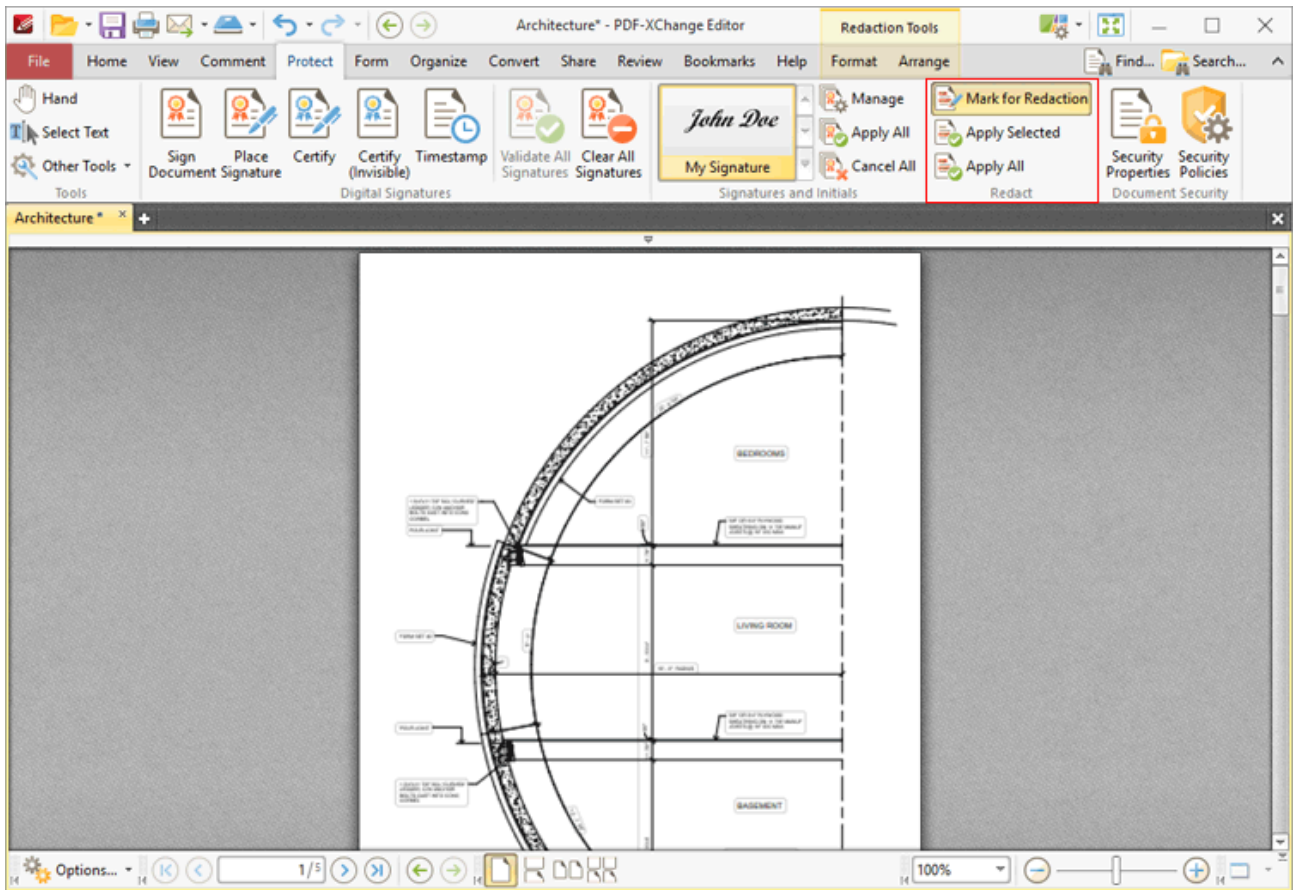 Architecture* - PDF-XChange Editor
Redaction Tools
File Home View Comment Protect Form Organize Convert Share Review Bookmarks Help Format Arrange Find... Search...
Hand
Select Text
Other Tools
Tools
Sign Document
Place Signature
Certify
Certify (Invisible)
Timestamp
Digital Signatures
Validate All Signatures
Clear All Signatures
John Doe
My Signature
Manage
Apply All
Cancel All
Signatures and Initials
Mark for Redaction
Apply Selected
Apply All
Redact
Security Properties
Security Policies
Document Security
Architecture *
BEDROOMS
LIVING ROOM
BASEMENT
Options... 1/5 100%